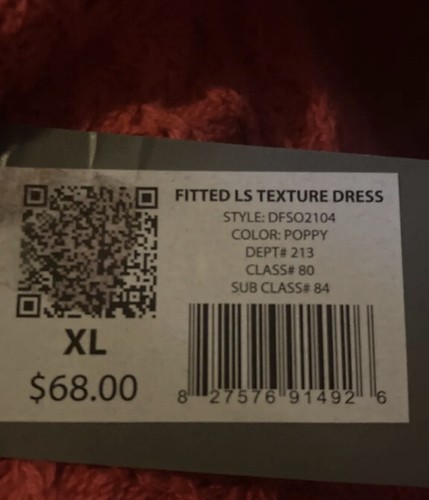 FITTED LS TEXTURE DRESS
STYLE: DFSO2104
COLOR: POPPY
DEPT# 213
CLASS# 80
SUB CLASS# 84
XL
$68.00
8 27576 91492 6